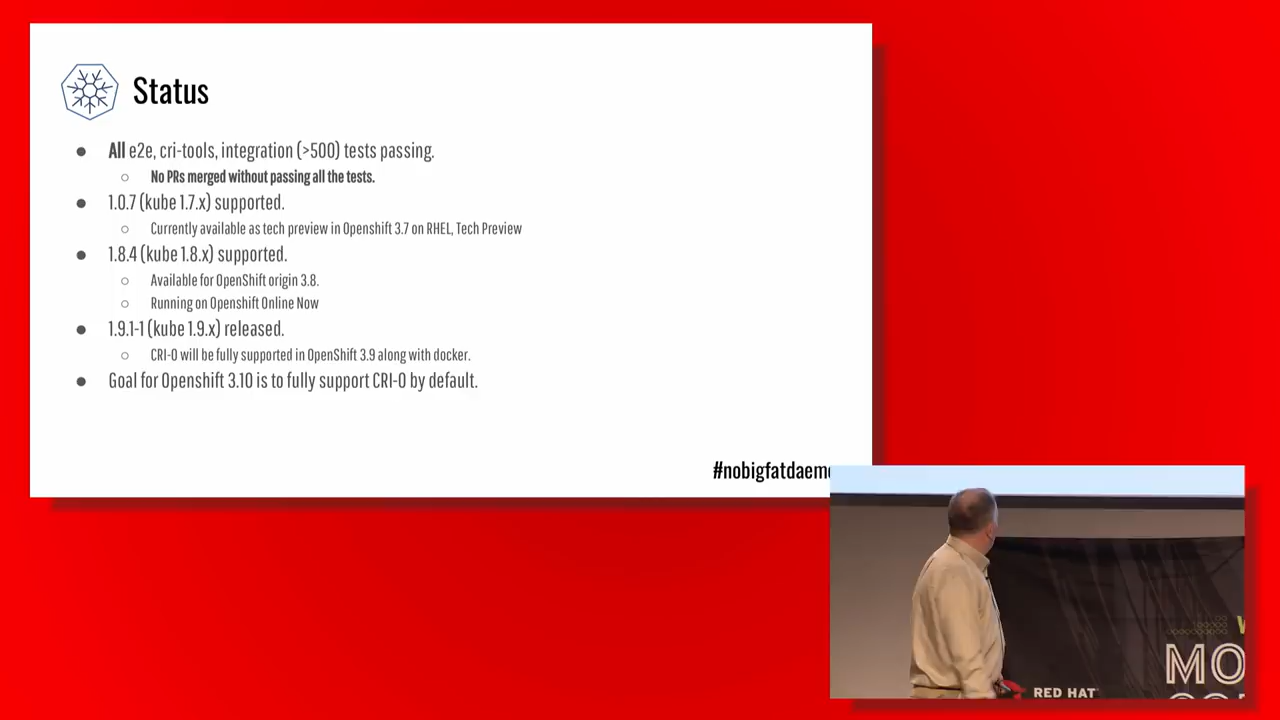 Status
● All e2e, cri-tools, integration (>500) tests passing.
○ No PRs merged without passing all the tests.
● 1.0.7 (kube 1.7.x) supported.
○ Currently available as tech preview in Openshift 3.7 on RHEL, Tech Preview
● 1.8.4 (kube 1.8.x) supported.
○ Available for OpenShift origin 3.8.
○ Running on Openshift Online Now
● 1.9.1-1 (kube 1.9.x) released.
○ CRI-O will be fully supported in OpenShift 3.9 along with docker.
● Goal for Openshift 3.10 is to fully support CRI-O by default.
#nobigfatdaem
MO
RED HAT